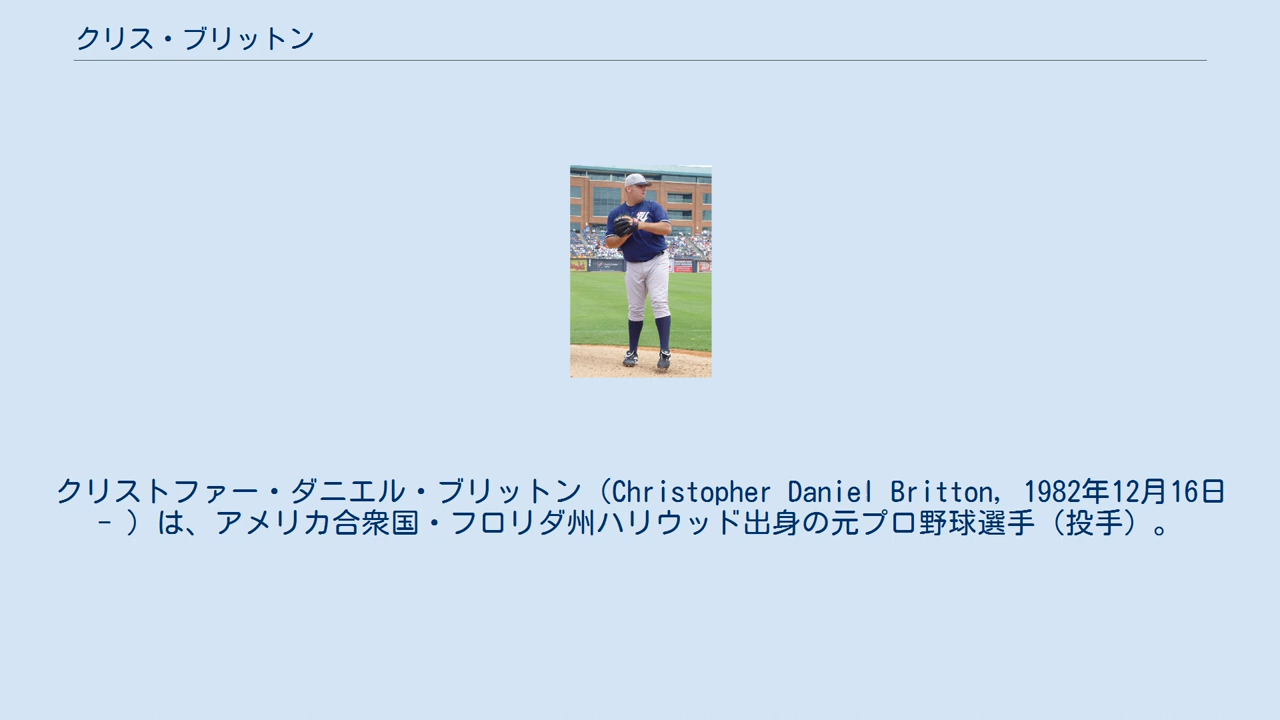 クリス・ブリットン
クリストファー・ダニエル・ブリットン（Christopher Daniel Britton, 1982年12月16日
- ）は、アメリカ合衆国・フロリダ州ハリウッド出身の元プロ野球選手（投手）。